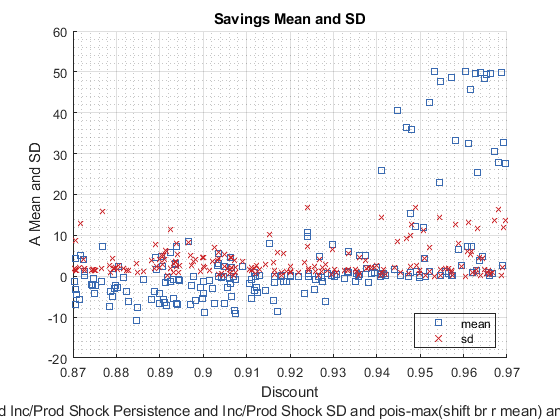 Savings Mean and SD
60
50
40
30
20
10
0
-10
-20
A Mean and SD
mean
sd
0.87 0.88 0.89 0.9 0.91 0.92 0.93 0.94 0.95 0.96 0.97
Discount
Inc/Prod Shock Persistence and Inc/Prod Shock SD and pois-max(shift br r mean)